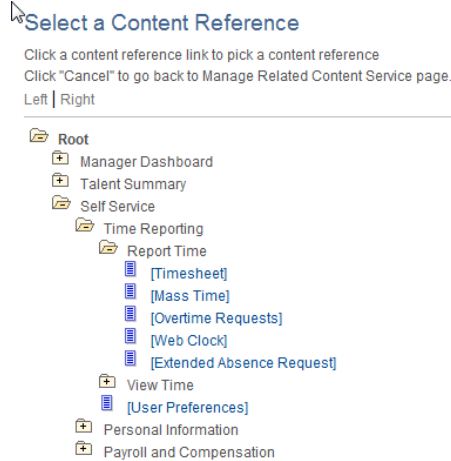 Select a Content Reference
Click a content reference link to pick a content reference
Click "Cancel" to go back to Manage Related Content Service page.
Left | Right
Root
Manager Dashboard
Talent Summary
Self Service
Time Reporting
Report Time
[Timesheet]
[Mass Time]
[Overtime Requests]
[Web Clock]
[Extended Absence Request]
View Time
[User Preferences]
Personal Information
Payroll and Compensation